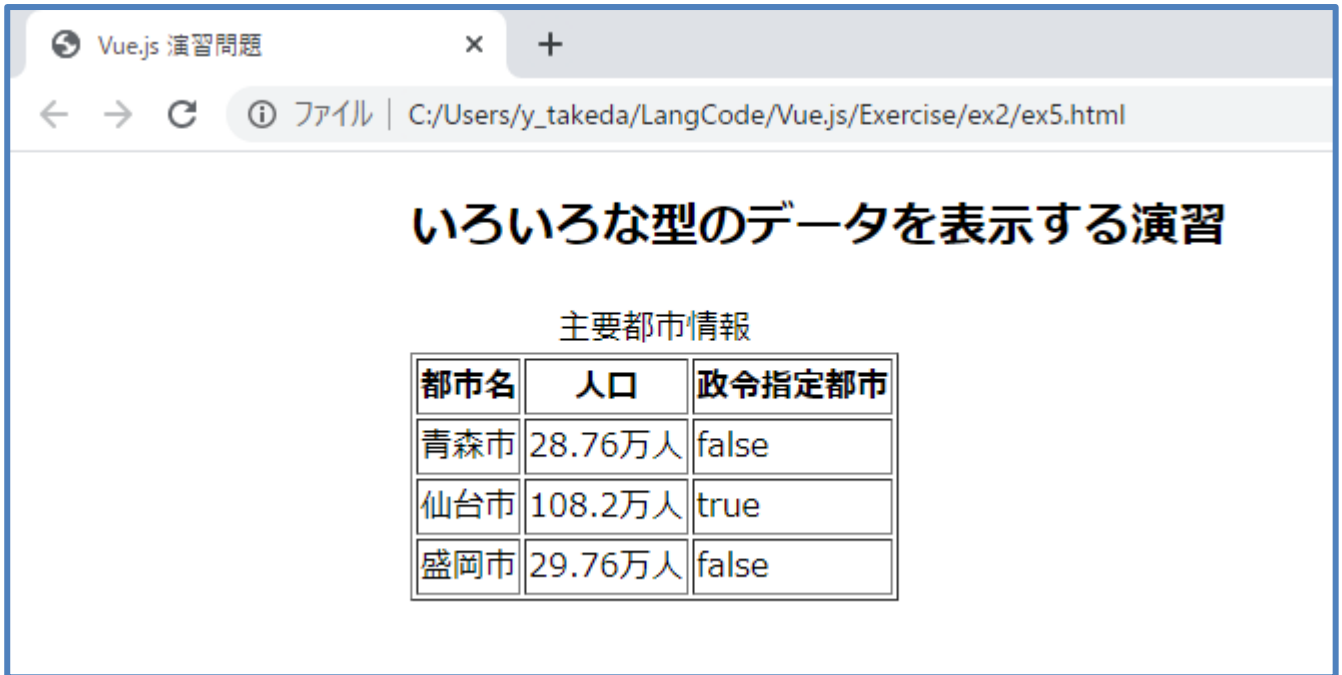 Vue.js 演習問題
ファイル | C:/Users/y_takeda/LangCode/Vue.js/Exercise/ex2/ex5.html
いろいろな型のデータを表示する演習
主要都市情報
都市名 人口 政令指定都市
青森市 28.76万人 false
仙台市 108.2万人 true
盛岡市 29.76万人 false